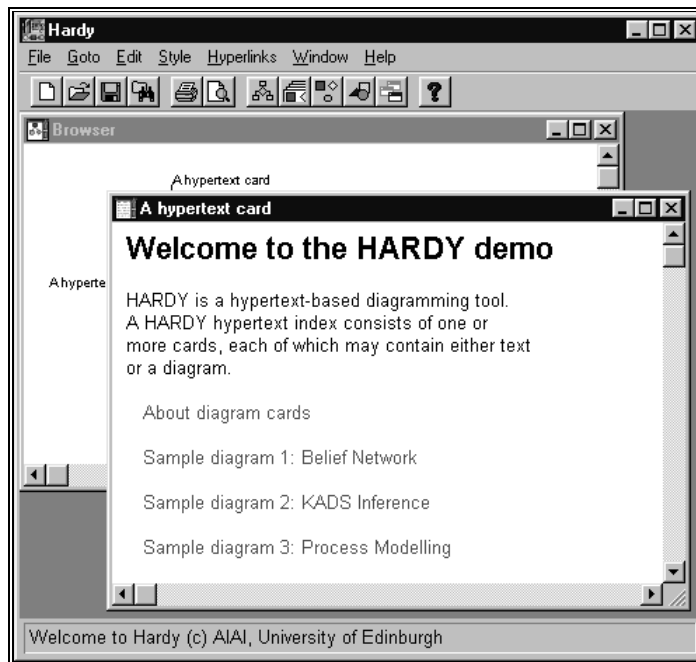 Hardy
File Goto Edit Style Hyperlinks Window Help
Browser
A hypertext card
A hypertext card
Welcome to the HARDY demo
A hyperte
HARDY is a hypertext-based diagramming tool.
A HARDY hypertext index consists of one or
more cards, each of which may contain either text
or a diagram.
About diagram cards
Sample diagram 1: Belief Network
Sample diagram 2: KADS Inference
Sample diagram 3: Process Modelling
Welcome to Hardy (c) AIAI, University of Edinburgh